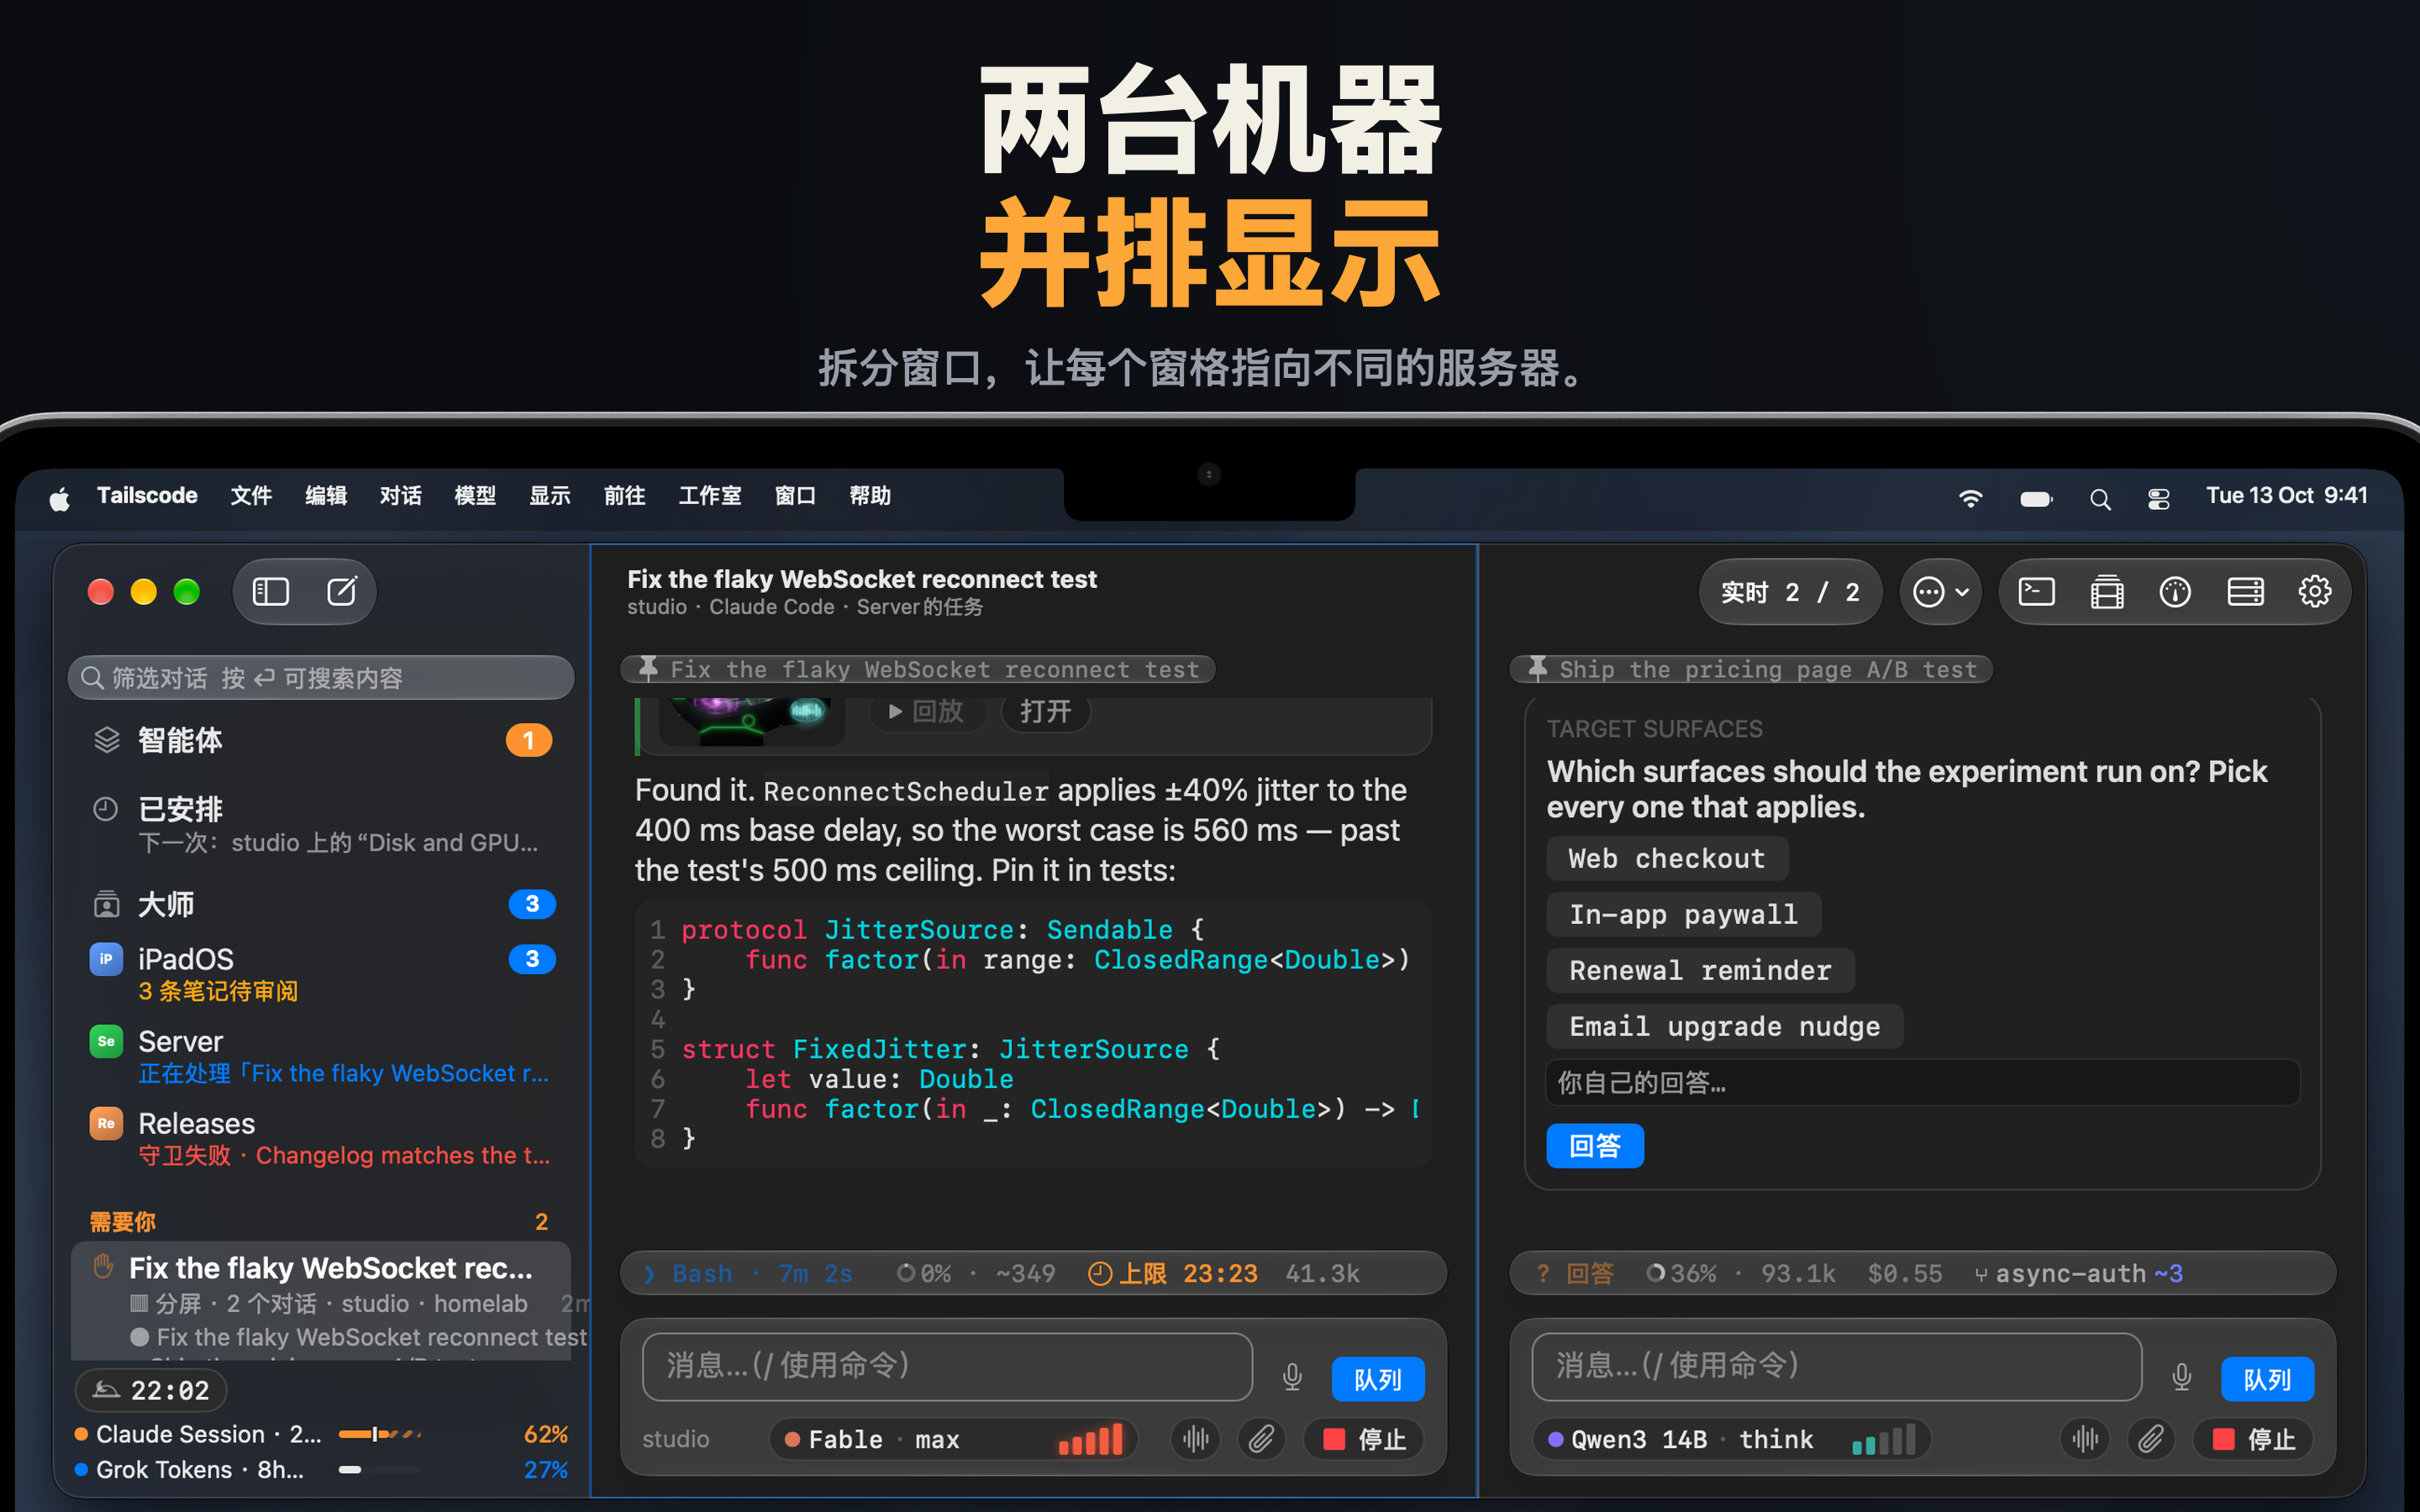 两台机器
并排显示
拆分窗口，让每个窗格指向不同的服务器。
Tailscode 文件 编辑 对话 模型 显示 前往 工作室 窗口 帮助
Tue 13 Oct 9:41
筛选对话 按 ⏎ 可搜索内容
智能体 1
已安排
下一次：studio 上的 “Disk and GPU...
大师 3
iP iPadOS 3
3 条笔记待审阅
Se Server
正在处理「Fix the flaky WebSocket r...
Re Releases
守卫失败 · Changelog matches the t...
需要你 2
Fix the flaky WebSocket rec...
分屏 · 2 个对话 · studio · homelab 2m
Fix the flaky WebSocket reconnect test
22:02
Claude Session · 2... 62%
Grok Tokens · 8h... 27%
Fix the flaky WebSocket reconnect test
studio · Claude Code · Server的任务
Fix the flaky WebSocket reconnect test
回放 打开
Found it. ReconnectScheduler applies ±40% jitter to the
400 ms base delay, so the worst case is 560 ms — past
the test's 500 ms ceiling. Pin it in tests:
1 protocol JitterSource: Sendable {
2 func factor(in range: ClosedRange<Double>)
3 }
4
5 struct FixedJitter: JitterSource {
6 let value: Double
7 func factor(in _: ClosedRange<Double>) ->
8 }
❯ Bash · 7m 2s 0% · ~349 上限 23:23 41.3k
消息...(/ 使用命令)
队列
studio Fable · max 停止
实时 2 / 2
Ship the pricing page A/B test
TARGET SURFACES
Which surfaces should the experiment run on? Pick
every one that applies.
Web checkout
In-app paywall
Renewal reminder
Email upgrade nudge
你自己的回答...
回答
? 回答 36% · 93.1k $0.55 async-auth ~3
消息...(/ 使用命令)
队列
Qwen3 14B · think 停止